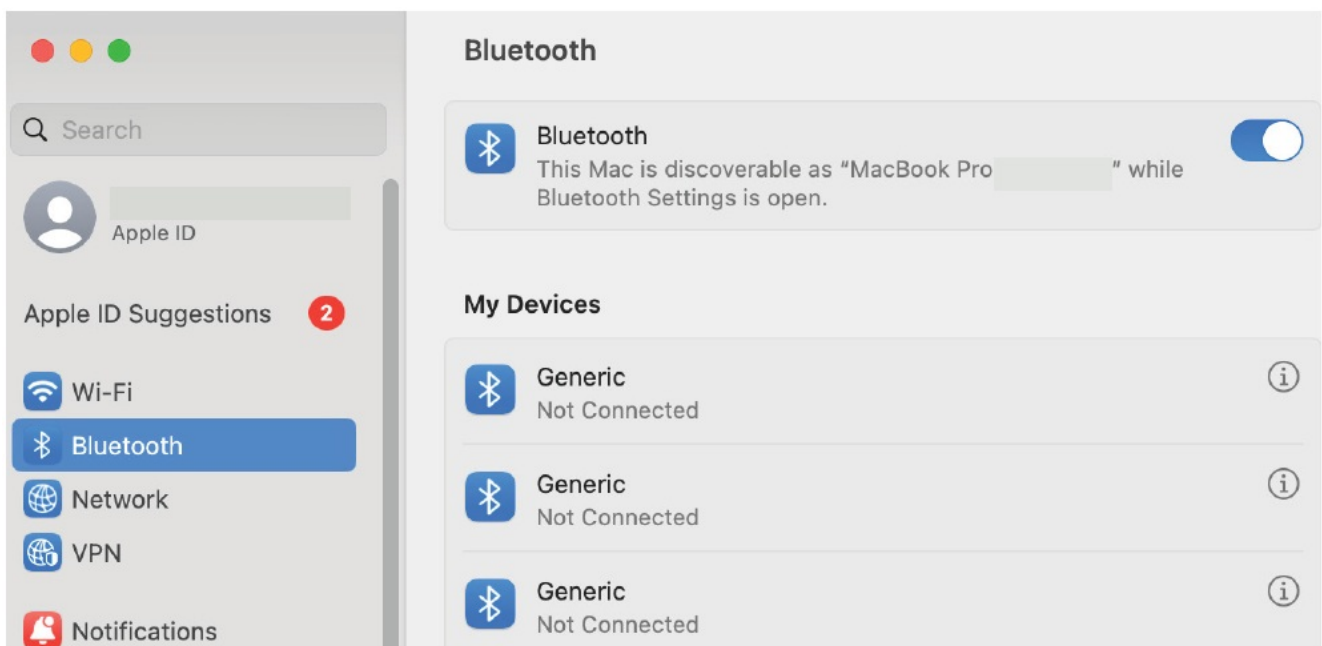 Search
Apple ID
Apple ID Suggestions 2
Wi-Fi
Bluetooth
Network
VPN
Notifications
Bluetooth
Bluetooth
This Mac is discoverable as “MacBook Pro ” while
Bluetooth Settings is open.
My Devices
Generic
Not Connected
Generic
Not Connected
Generic
Not Connected